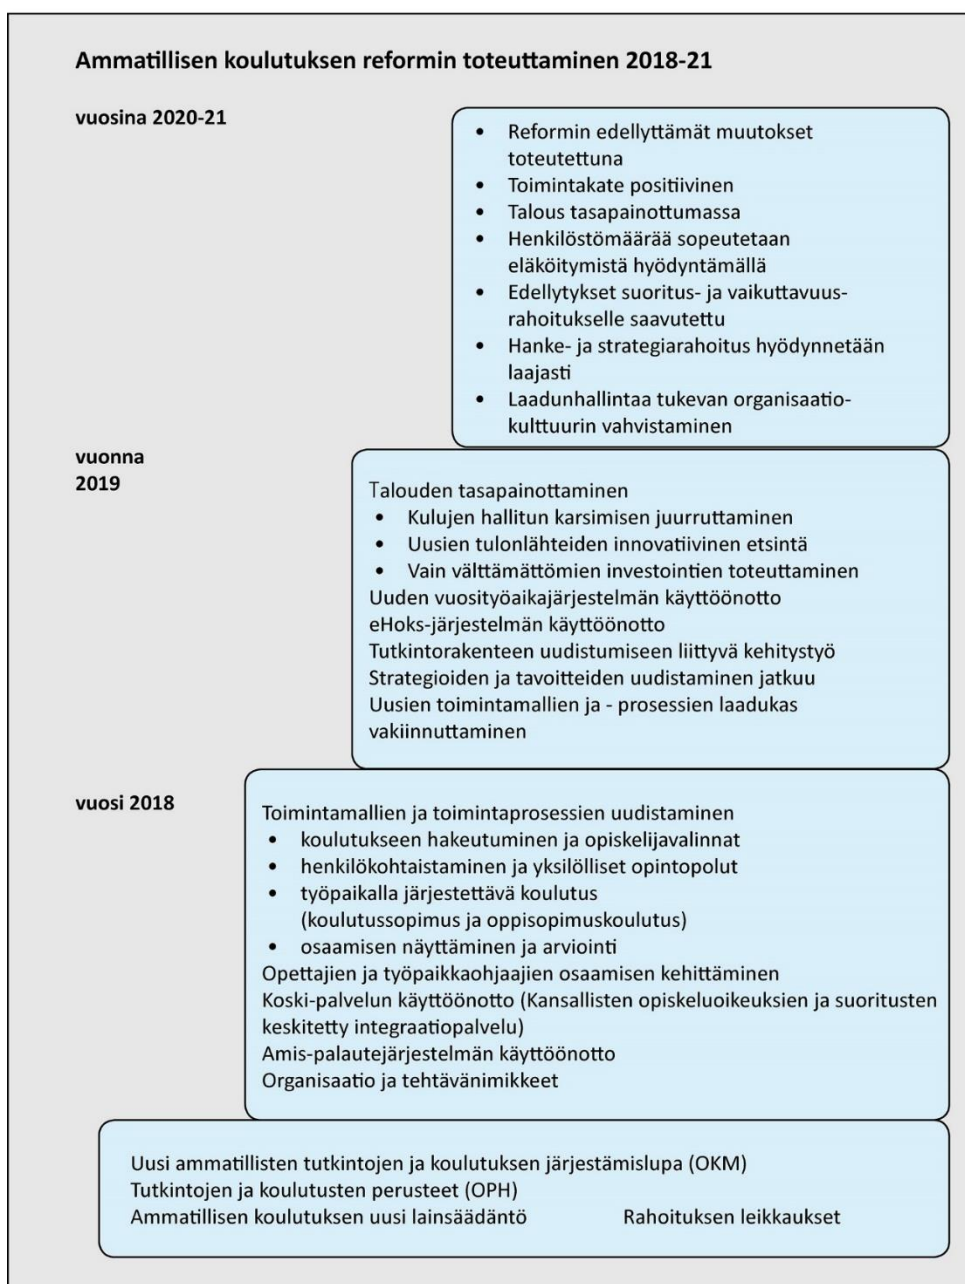 Ammatillisen koulutuksen reformin toteuttaminen 2018-21
vuosina 2020-21
• Reformin edellyttämät muutokset
toteutettuna
• Toimintakate positiivinen
• Talous tasapainottumassa
• Henkilöstömäärää sopeutetaan
eläköitymistä hyödyntämällä
• Edellytykset suoritus- ja vaikuttavuus-
rahoitukselle saavutettu
• Hanke- ja strategiarahoitus hyödynnetään
laajasti
• Laadunhallintaa tukevan organisaatio-
kulttuurin vahvistaminen
vuonna
2019
Talouden tasapainottaminen
• Kulujen hallitun karsimisen juurruttaminen
• Uusien tulonlähteiden innovatiivinen etsintä
• Vain välttämättömien investointien toteuttaminen
Uuden vuosityöaikajärjestelmän käyttöönotto
eHoks-järjestelmän käyttöönotto
Tutkintorakenteen uudistumiseen liittyvä kehitystyö
Strategioiden ja tavoitteiden uudistaminen jatkuu
Uusien toimintamallien ja - prosessien laadukas
vakiinnuttaminen
vuosi 2018
Toimintamallien ja toimintaprosessien uudistaminen
• koulutukseen hakeutuminen ja opiskelijavalinnat
• henkilökohtaistaminen ja yksilölliset opintopolut
• työpaikalla järjestettävä koulutus
(koulutussopimus ja oppisopimuskoulutus)
• osaamisen näyttäminen ja arviointi
Opettajien ja työpaikkaohjaajien osaamisen kehittäminen
Koski-palvelun käyttöönotto (Kansallisten opiskeluoikeuksien ja suoritusten
keskitetty integraatiopalvelu)
Amis-palautejärjestelmän käyttöönotto
Organisaatio ja tehtävänimikkeet
Uusi ammatillisten tutkintojen ja koulutuksen järjestämislupa (OKM)
Tutkintojen ja koulutusten perusteet (OPH)
Ammatillisen koulutuksen uusi lainsäädäntö Rahoituksen leikkaukset